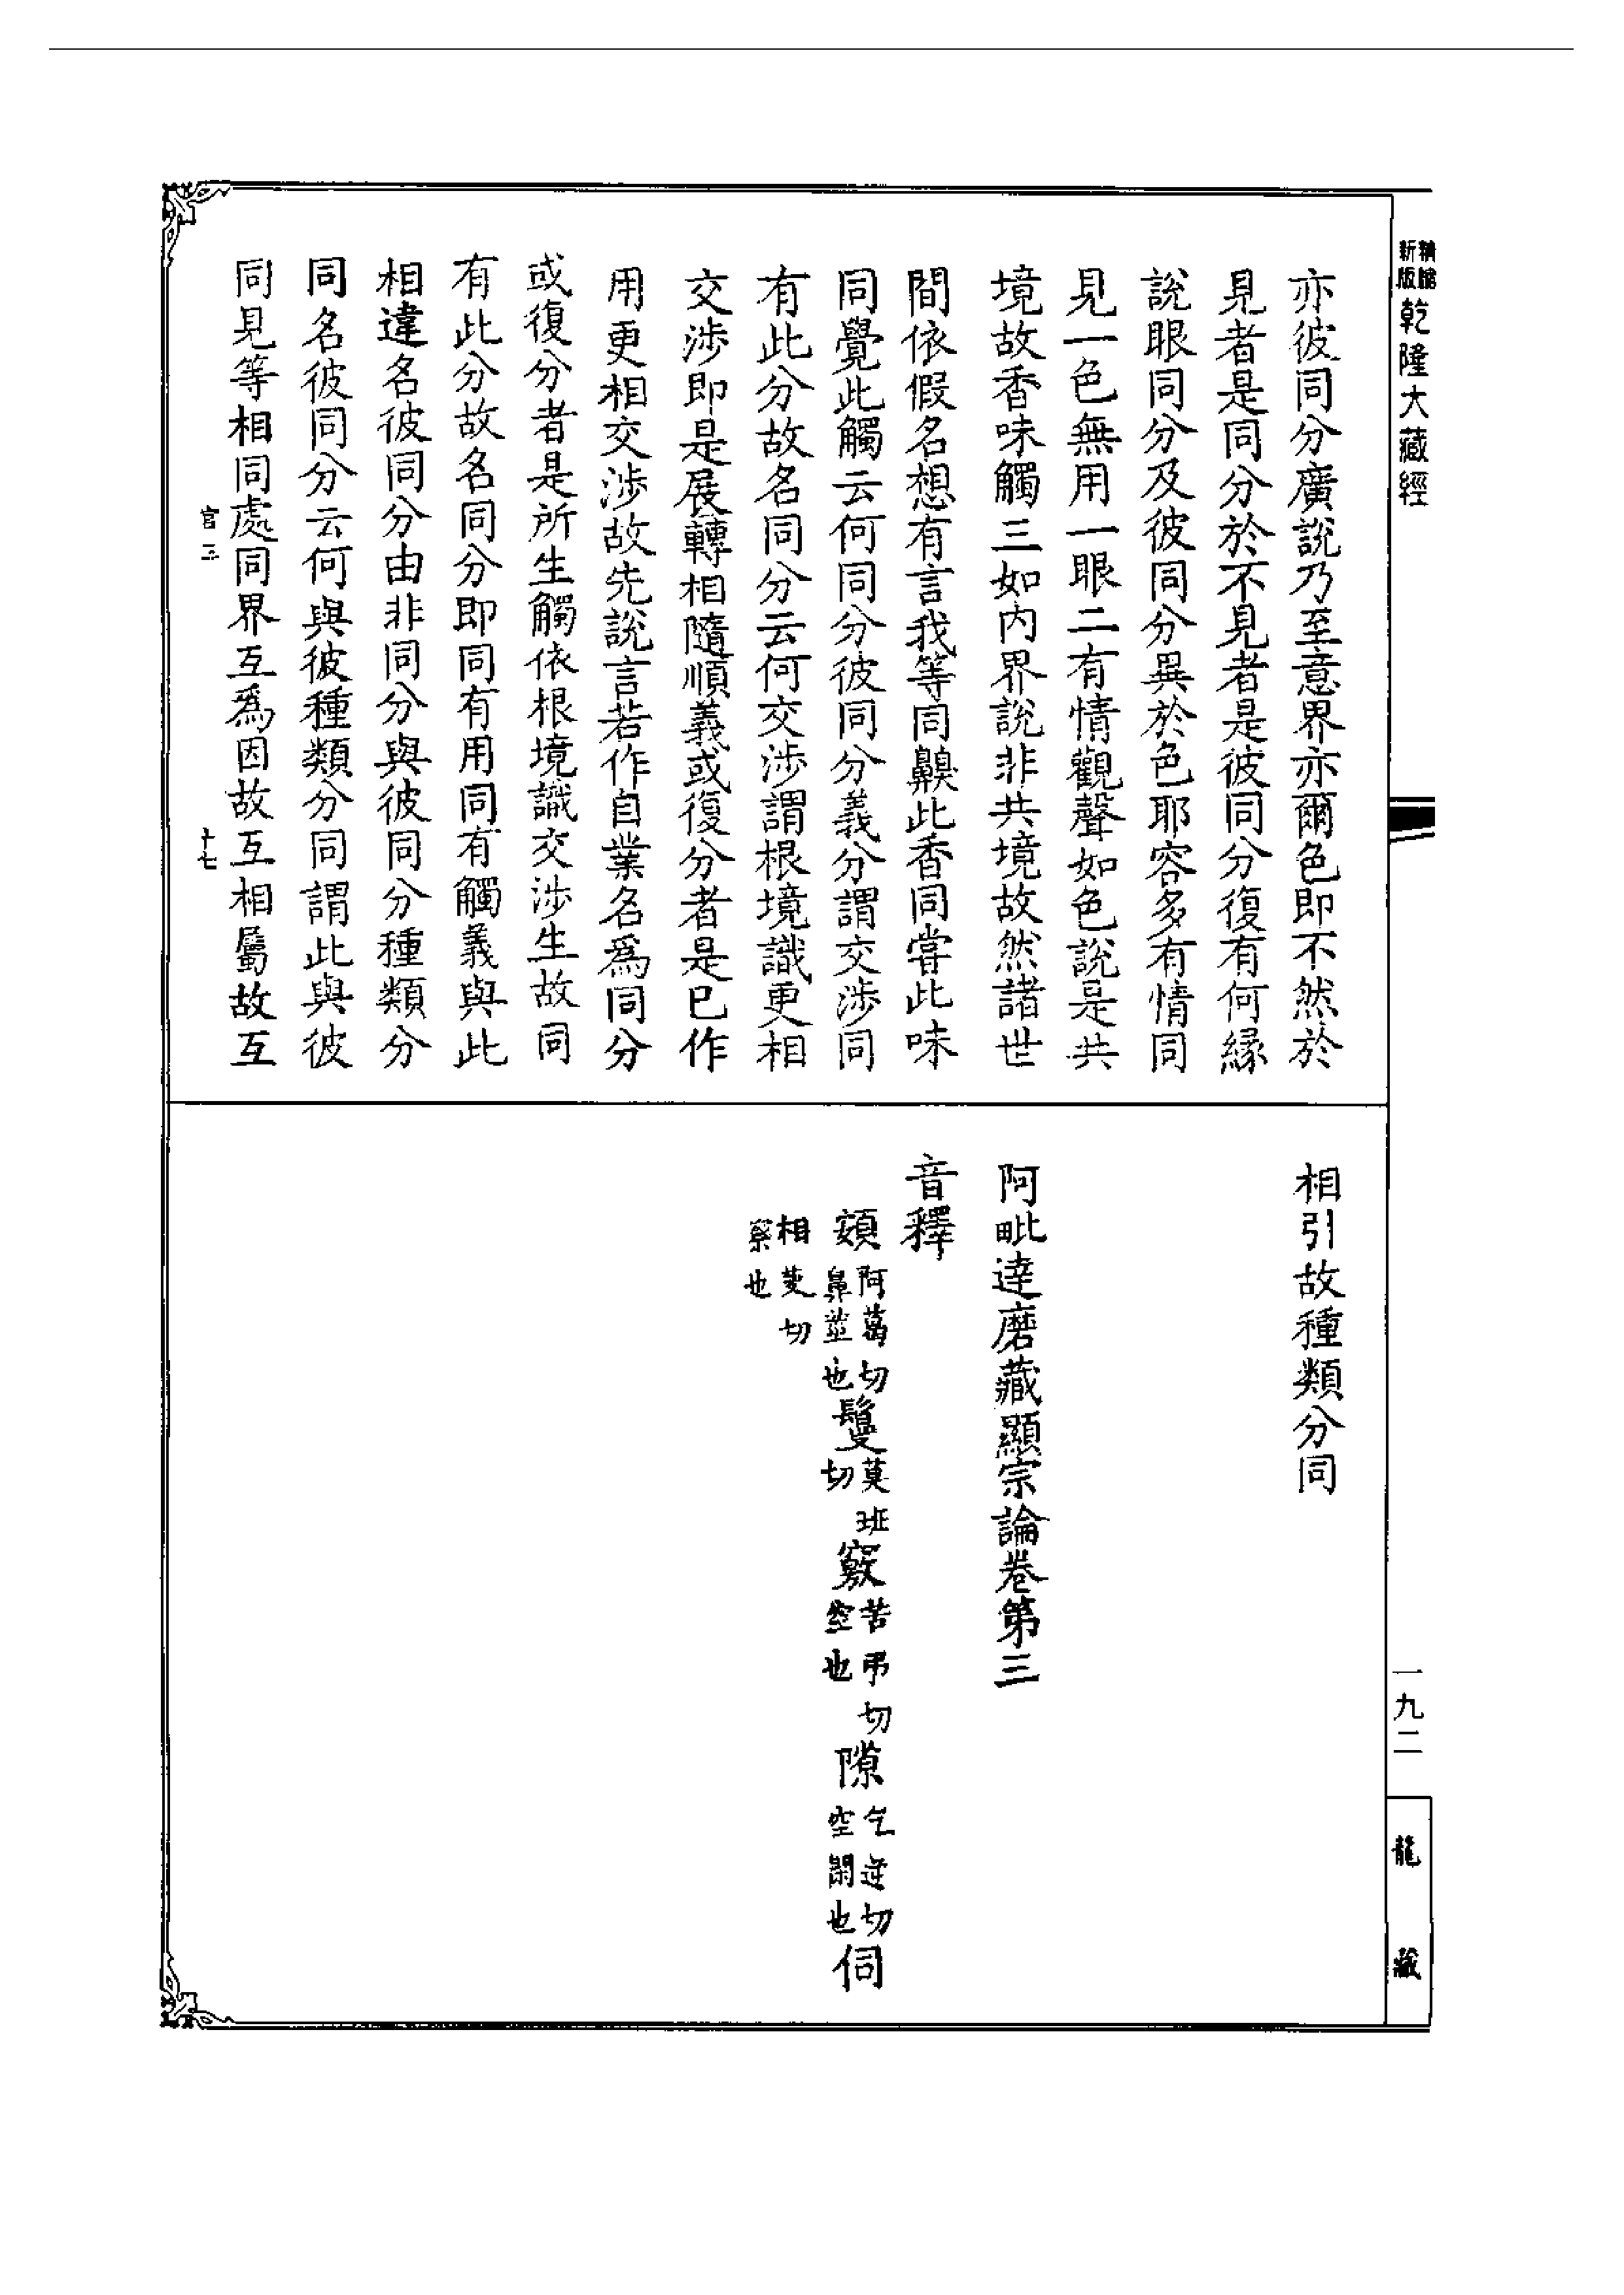 新版
精縮
乾隆大藏經
亦彼同分廣說乃至意界亦爾色即不然於
見者是同分於不見者是彼同分復有何緣
說眼同分及彼同分異於色耶容多有情同
見一色無用一眼二有情觀聲如色說是共
境故香味觸三如內界說非共境故然諸世
間依假名想有言我等同齅此香同嘗此味
同覺此觸云何同分彼同分義分謂交涉同
有此分故名同分云何交涉謂根境識更相
交涉即是展轉相隨順義或復分者是已作
用更相交涉故先說言若作自業名爲同分
或復分者是所生觸依根境識交涉生故同
有此分故名同分即同有用同有觸義與此
相違名彼同分由非同分與彼同分種類分
同名彼同分云何與彼種類分同謂此與彼
同見等相同處同界互爲因故互相屬故互
官三
十七
相引故種類分同
阿毗達磨藏顯宗論卷第三
音釋
頞阿葛切鼻莖也鬘莫班切竅苦弔切空也隙乞逆切空閑也伺
相吏切察也
一九二
龍藏